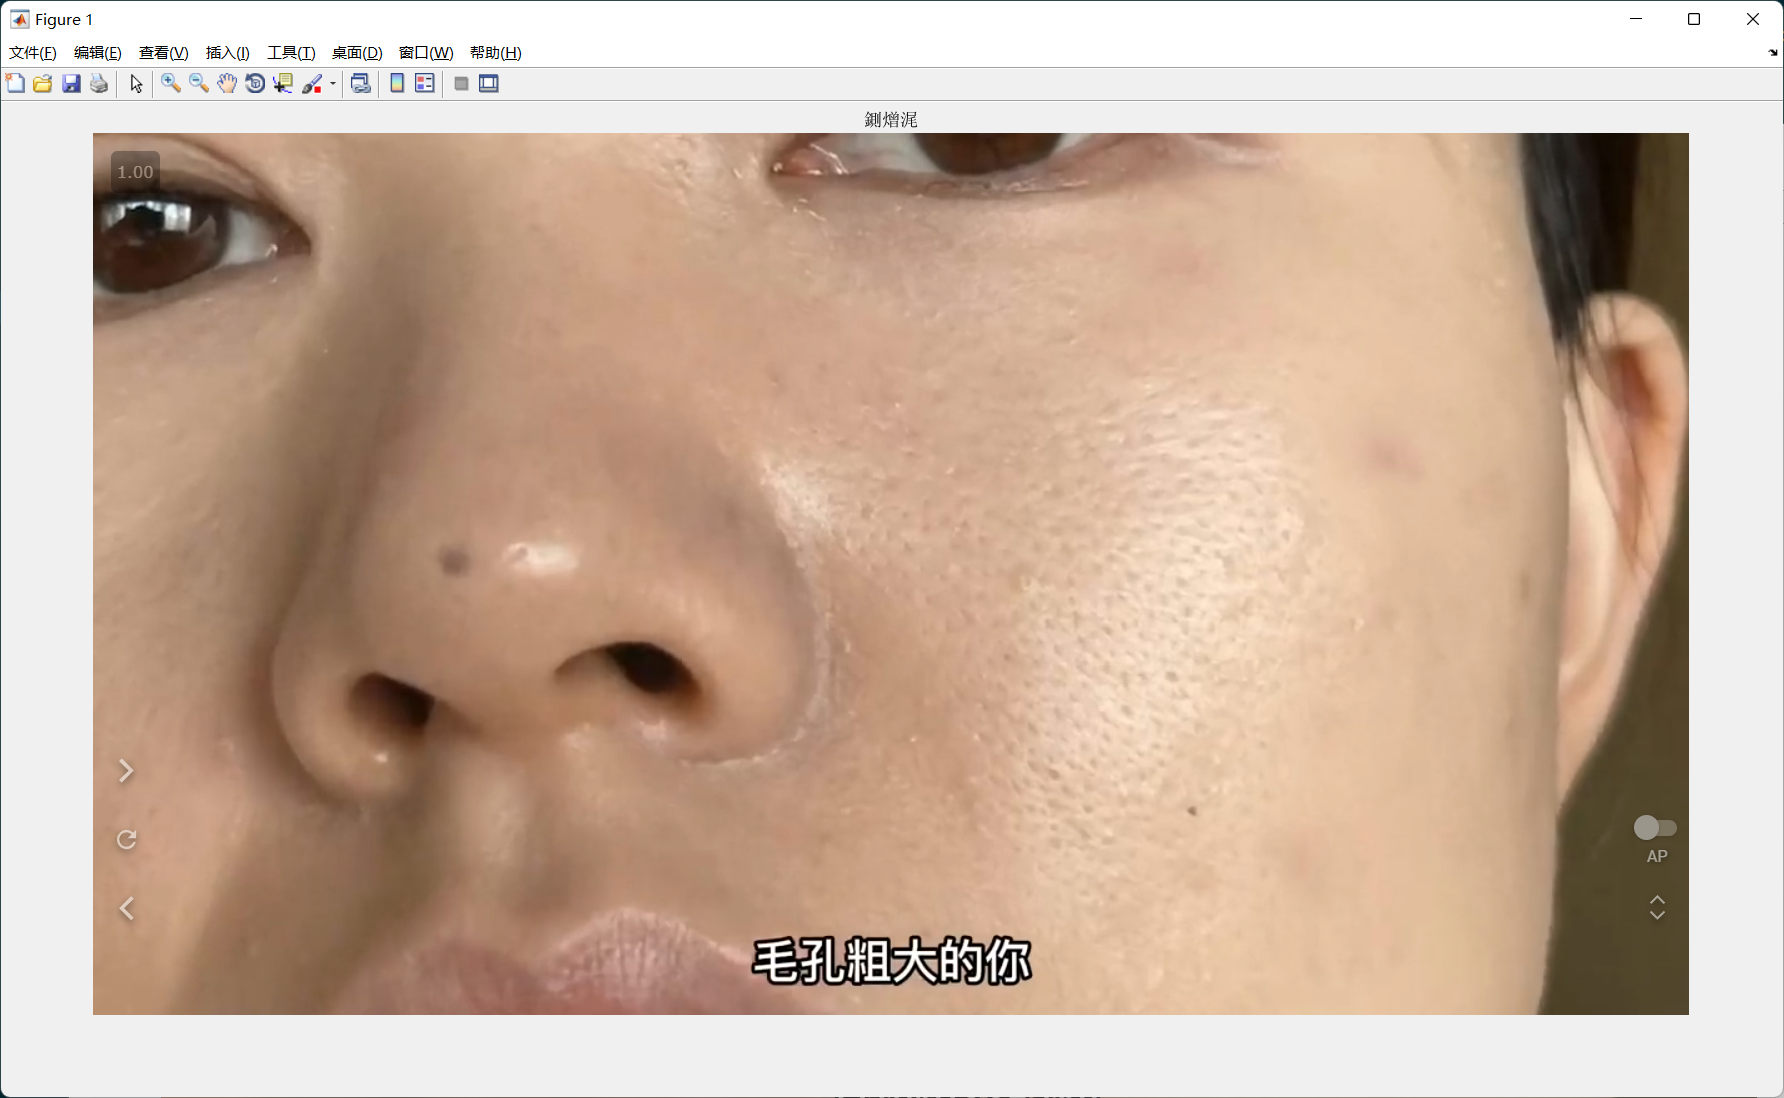 Figure 1
文件(F) 编辑(E) 查看(V) 插入(I) 工具(T) 桌面(D) 窗口(W) 帮助(H)
鍘熷浘
1.00
AP
毛孔粗大的你